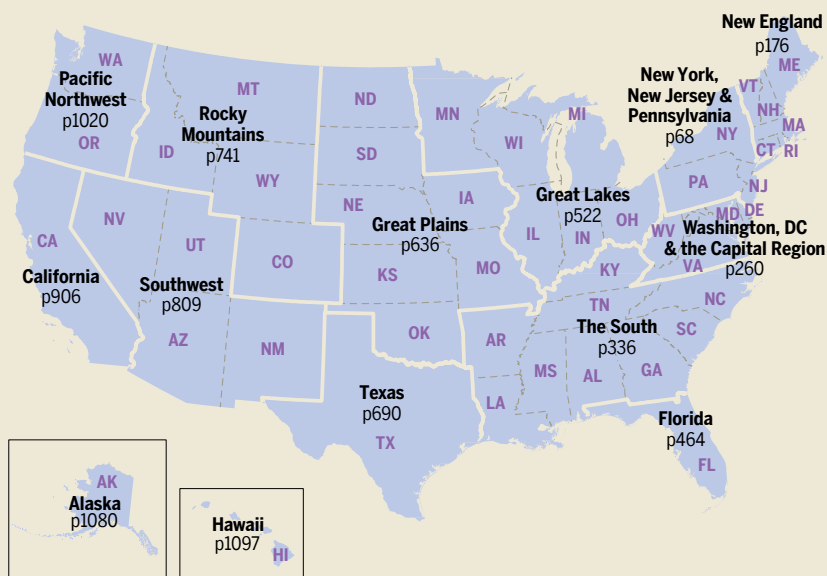 New England
p176
WA
ME
Pacific
Northwest
p1020
MT
New York,
New Jersey &
Pennsylvania
p68
VT
ND
Rocky
Mountains
p741
MN
MI
NH
NY
MA
OR
ID
SD
WI
CT
RI
WY
PA
NJ
NE
IA
Great Lakes
p522
NV
OH
MD
DE
Great Plains
p636
IL
IN
WV
Washington, DC
& the Capital Region
p260
CA
UT
CO
California
p906
Southwest
p809
KS
MO
KY
VA
TN
NC
The South
p336
SC
AZ
NM
OK
AR
MS
AL
GA
Texas
p690
LA
Florida
p464
TX
FL
AK
Alaska
p1080
Hawaii
p1097
HI